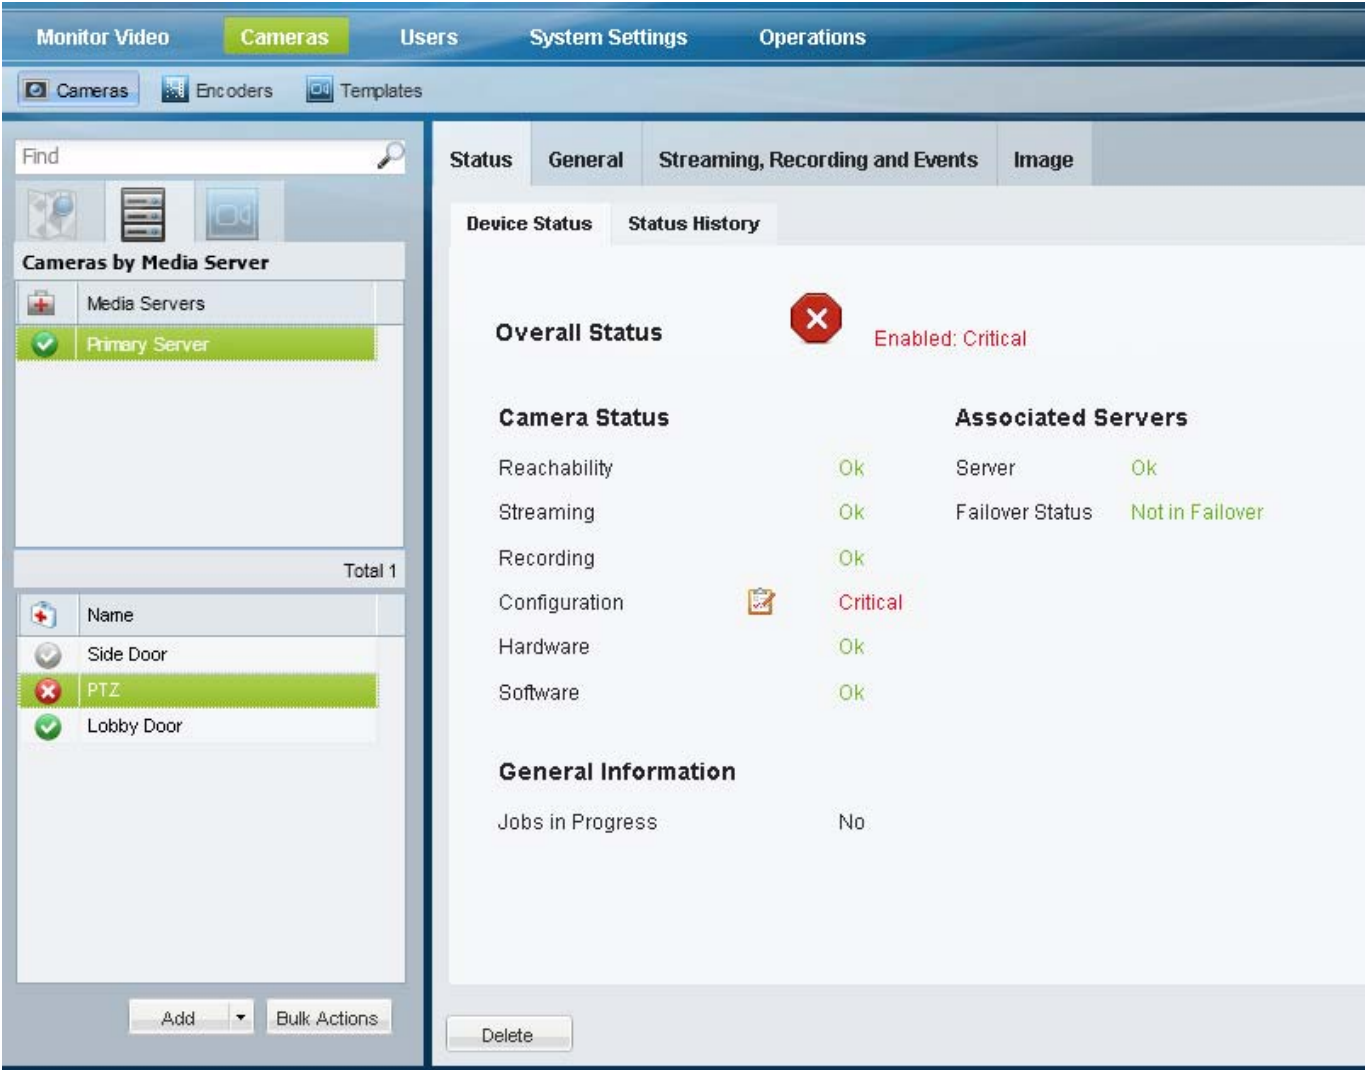 Monitor Video Cameras Users System Settings Operations
Cameras Encoders Templates
Find
Cameras by Media Server
Media Servers
Primary Server
Total 1
Name
Side Door
PTZ
Lobby Door
Add Bulk Actions
Status General Streaming, Recording and Events Image
Device Status Status History
Overall Status Enabled: Critical
Camera Status Associated Servers
Reachability Ok Server Ok
Streaming Ok Failover Status Not in Failover
Recording Ok
Configuration Critical
Hardware Ok
Software Ok
General Information
Jobs in Progress No
Delete